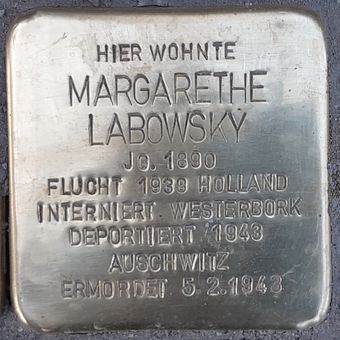 HIER WOHNTE
MARGARETHE
LABOWSKY
JG. 1890
FLUCHT 1939 HOLLAND
INTERNIERT WESTERBORK
DEPORTIERT 1943
AUSCHWITZ
ERMORDET 5.2.1943